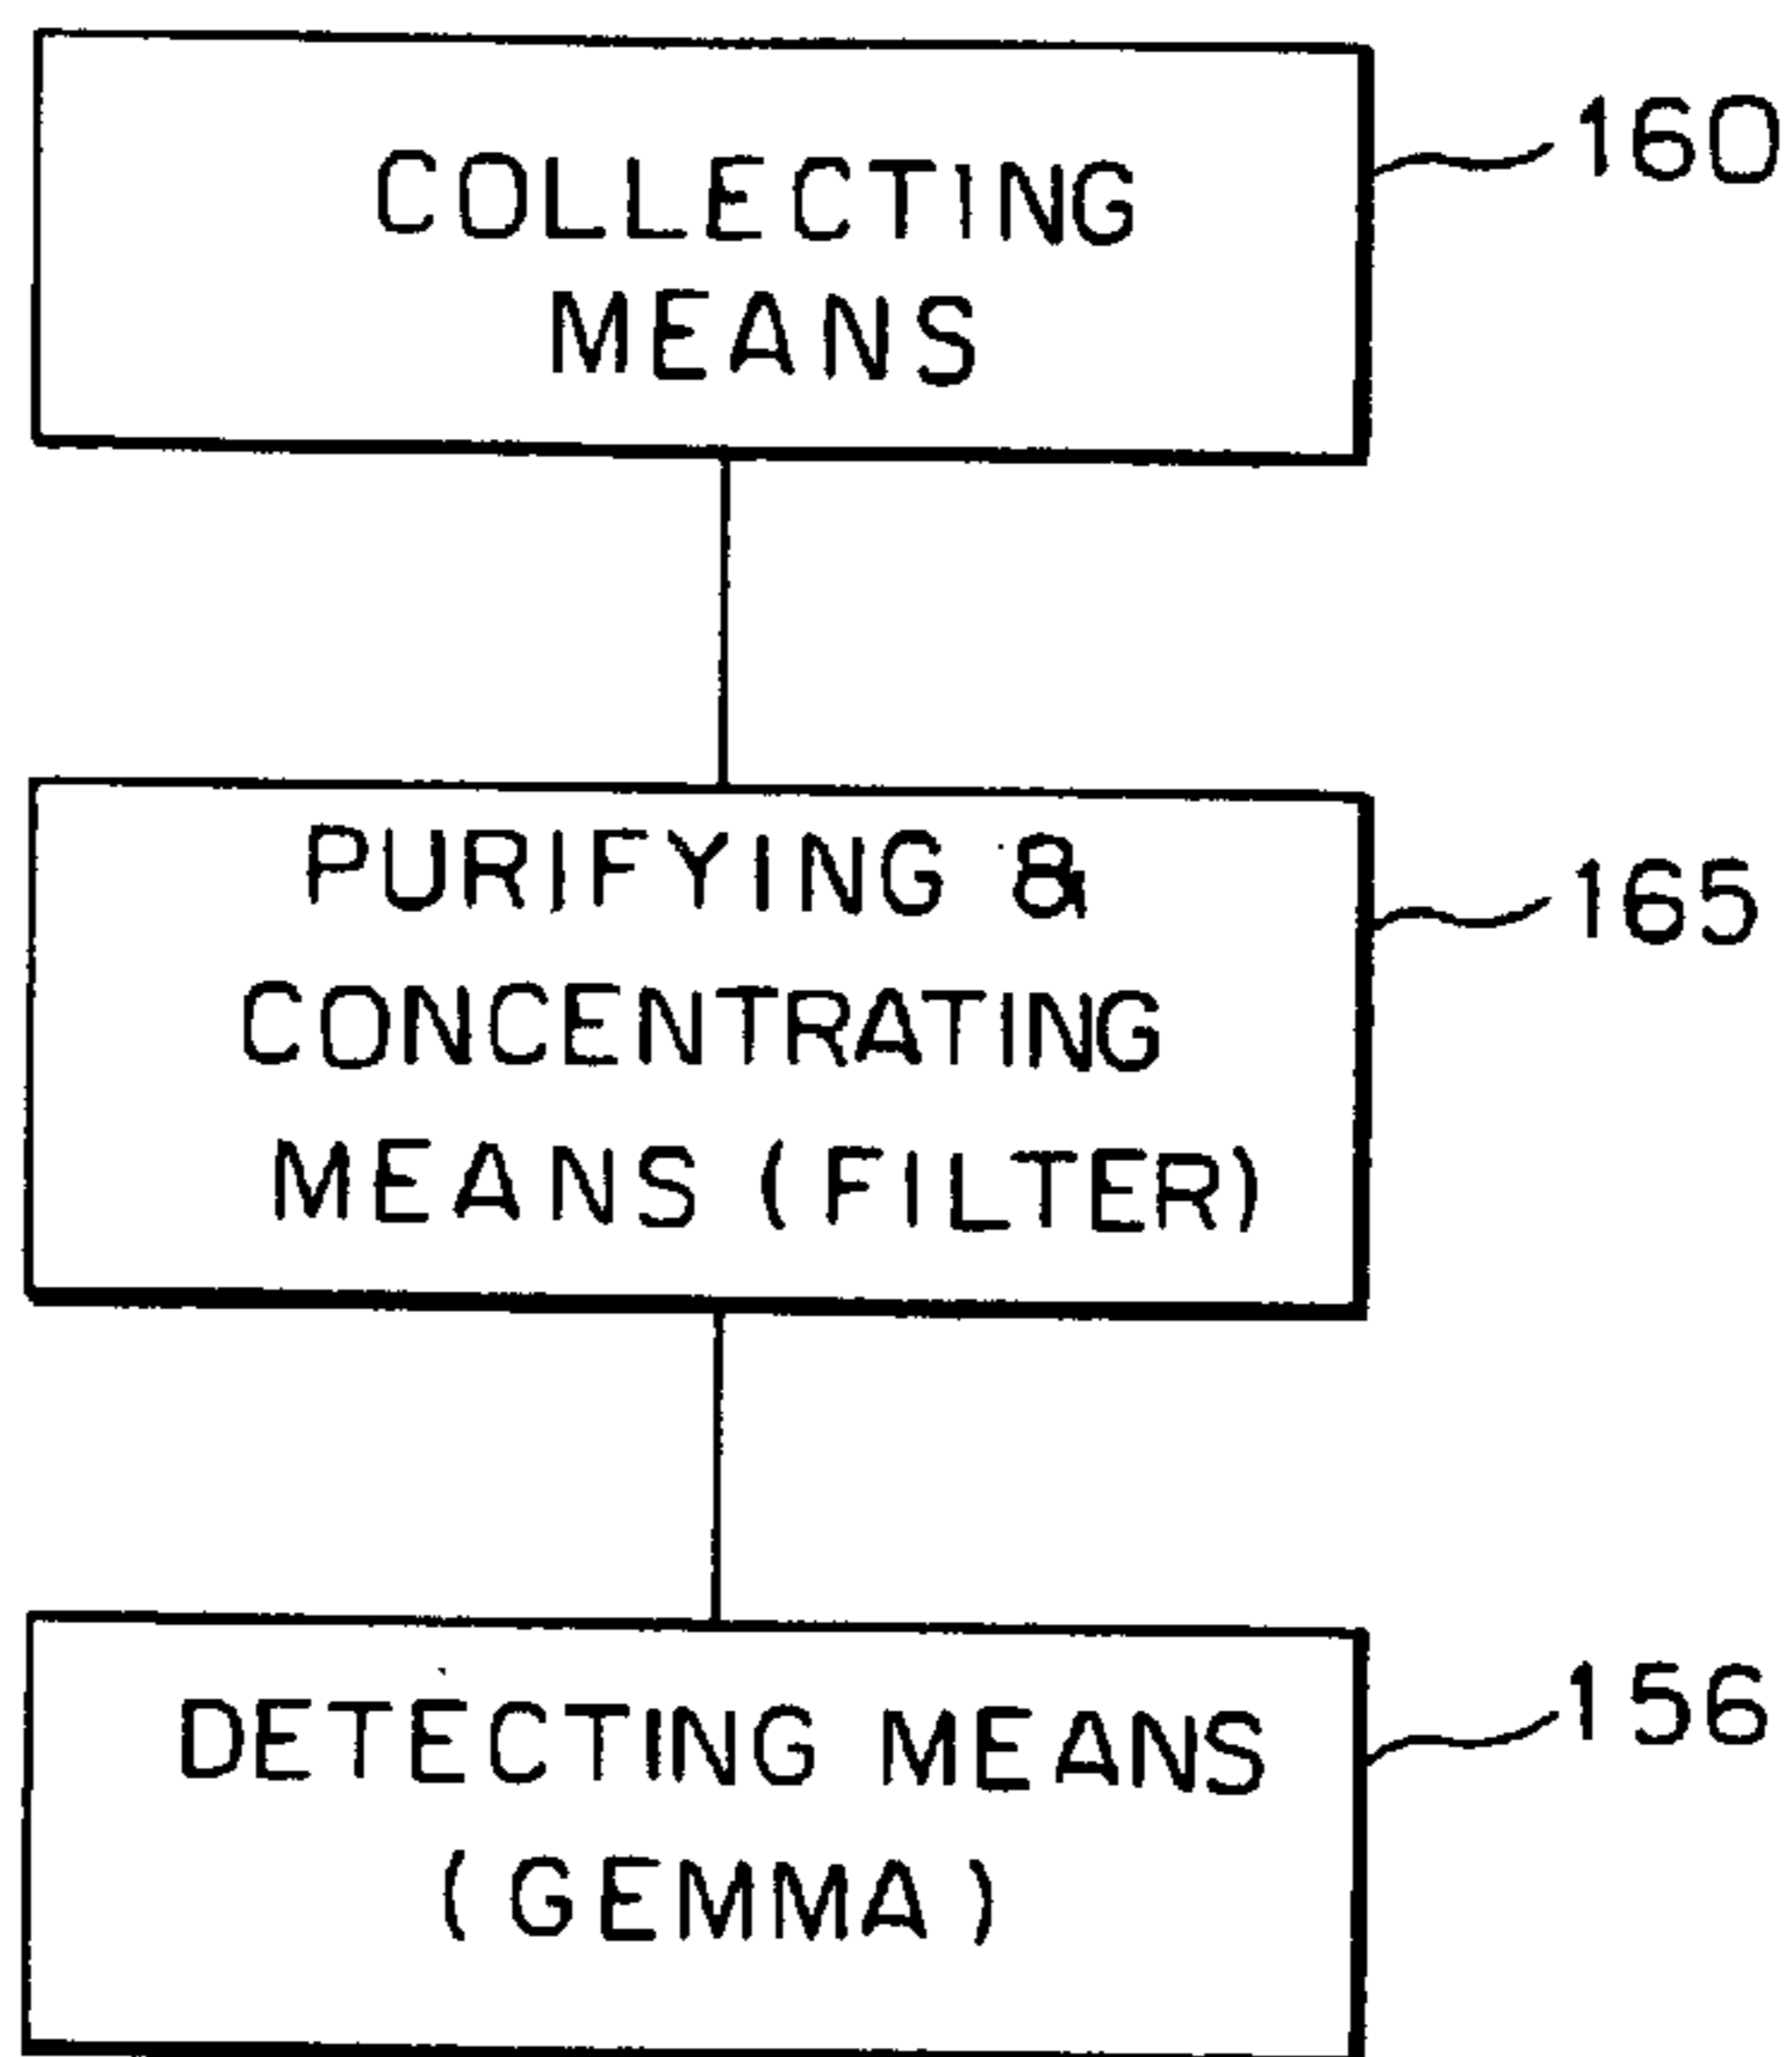 COLLECTING
MEANS
160
PURIFYING &
CONCENTRATING
MEANS (FILTER)
165
DETECTING MEANS
(GEMMA)
156